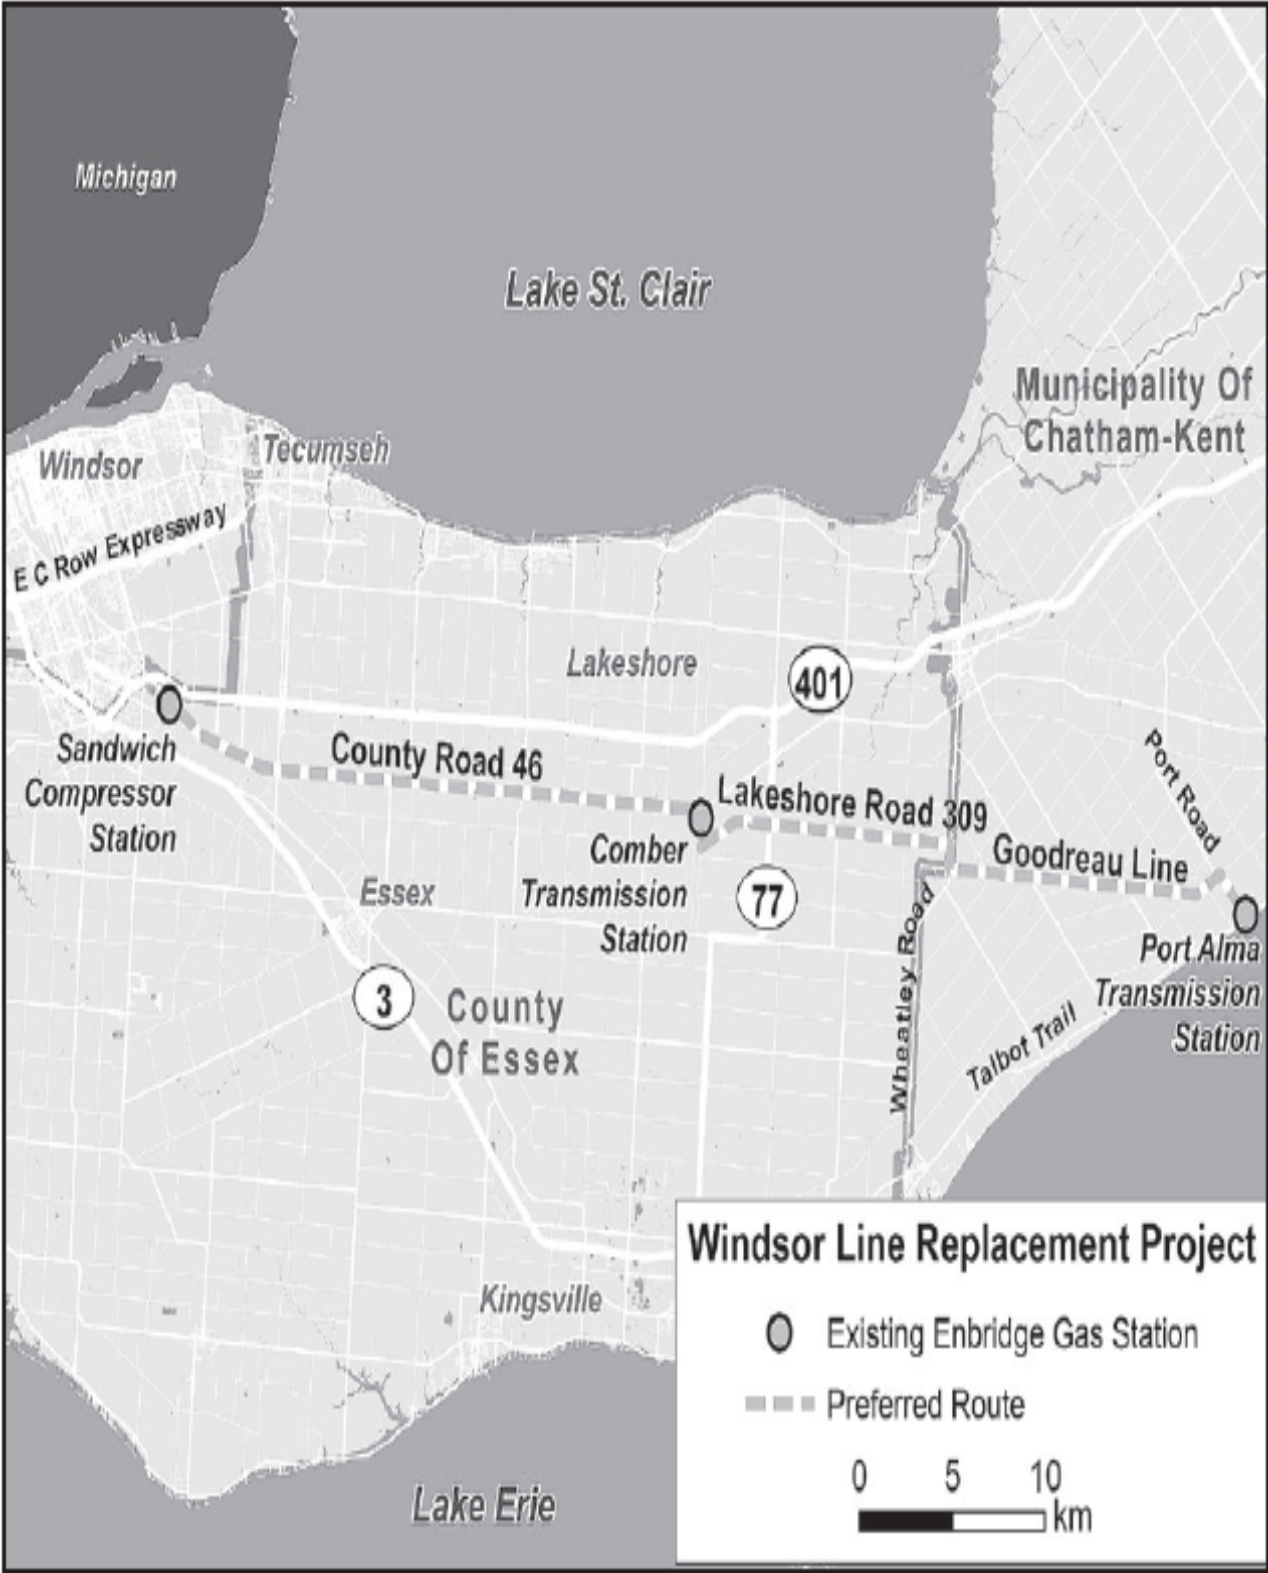 Michigan
Lake St. Clair
Municipality Of
Chatham-Kent
Windsor
Tecumseh
E C Row Expressway
Lakeshore
401
Sandwich
Compressor
Station
County Road 46
Lakeshore Road 309
Port Road
Comber
Transmission
Station
Goodreau Line
77
Essex
Wheatley Road
Port Alma
Transmission
Station
3
County
Of Essex
Talbot Trail
Kingsville
Lake Erie
Windsor Line Replacement Project
Existing Enbridge Gas Station
Preferred Route
0 5 10
km